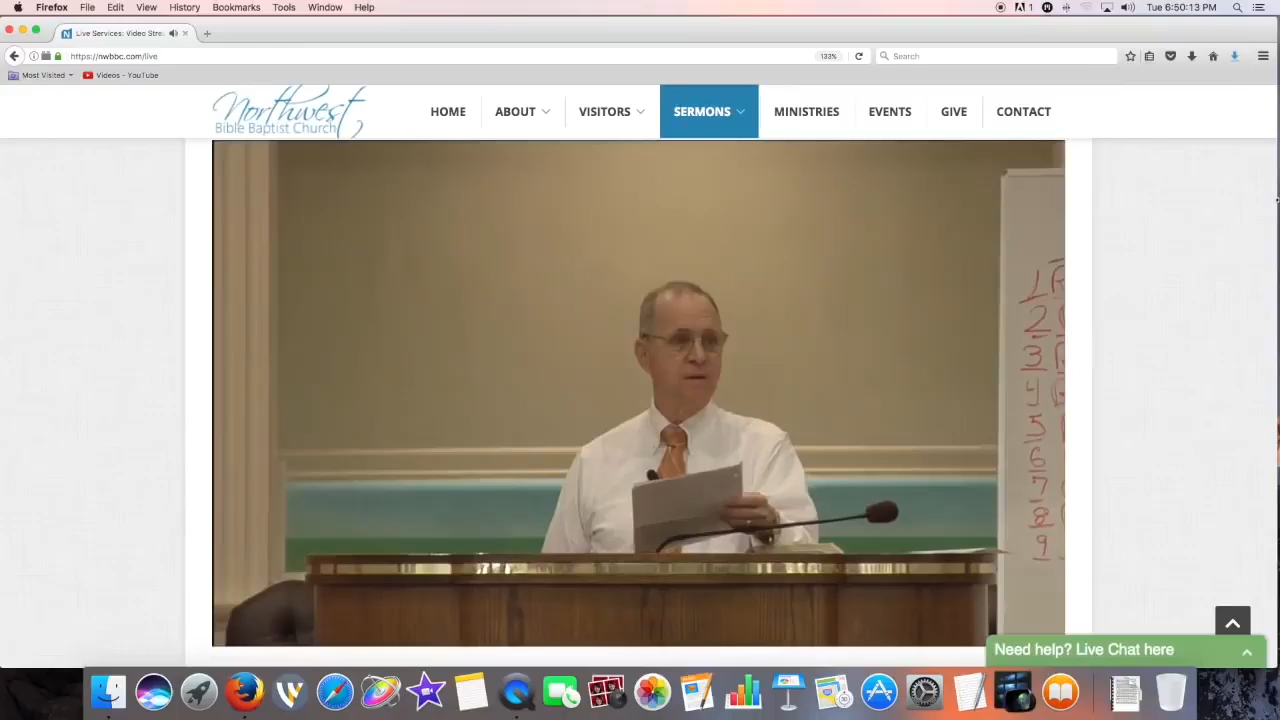 Firefox File Edit View History Bookmarks Tools Window Help 1 Tue 6:50:13 PM
Live Services: Video Stre
https://nwbbc.com/live 133% Search
Most Visited Videos - YouTube
Northwest
Bible Baptist Church
HOME ABOUT VISITORS SERMONS MINISTRIES EVENTS GIVE CONTACT
1
2
3
4
5
6
7
8
9
Need help? Live Chat here